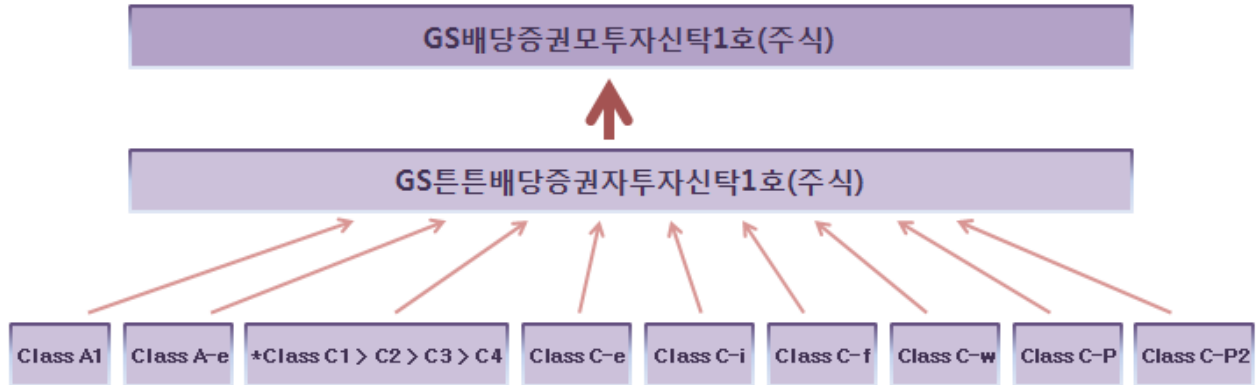 GS배당증권모투자신탁1호(주식)
GS튼튼배당증권자투자신탁1호(주식)
Class A1
Class A-e
*Class C1 > C2 > C3 > C4
Class C-e
Class C-i
Class C-f
Class C-w
Class C-P
Class C-P2